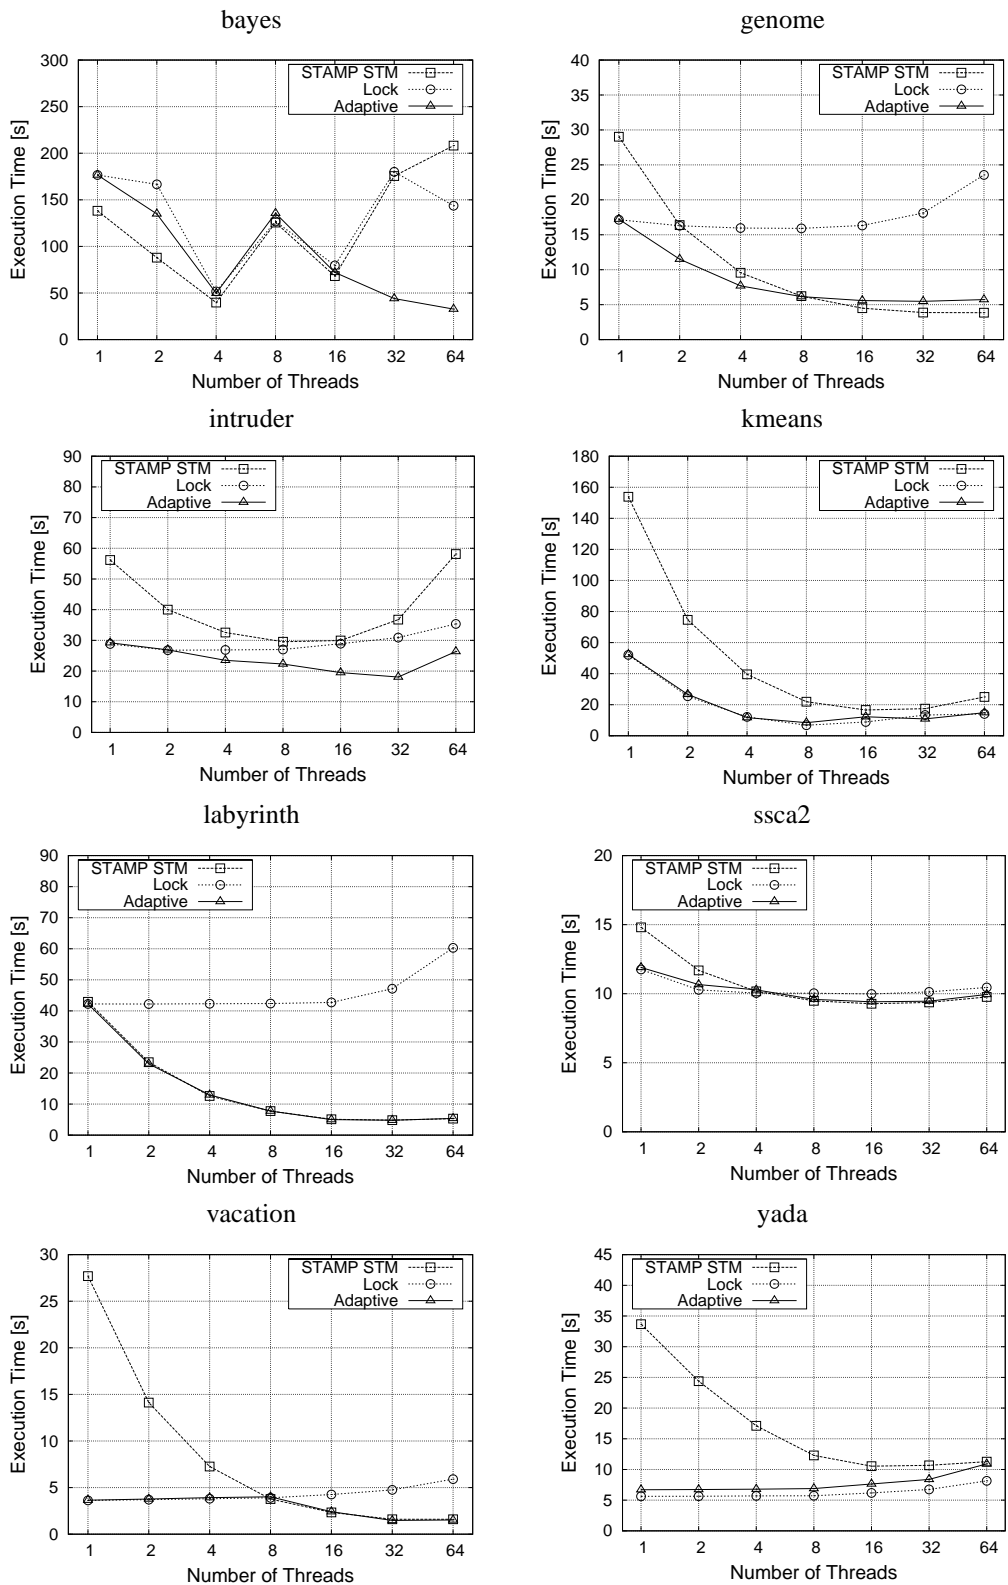 bayes
300
250
200
150
100
50
0
Execution Time [s]
STAMP STM
Lock
Adaptive
1 2 4 8 16 32 64
Number of Threads
genome
40
35
30
25
20
15
10
5
0
Execution Time [s]
STAMP STM
Lock
Adaptive
1 2 4 8 16 32 64
Number of Threads
intruder
90
80
70
60
50
40
30
20
10
0
Execution Time [s]
STAMP STM
Lock
Adaptive
1 2 4 8 16 32 64
Number of Threads
kmeans
180
160
140
120
100
80
60
40
20
0
Execution Time [s]
STAMP STM
Lock
Adaptive
1 2 4 8 16 32 64
Number of Threads
labyrinth
90
80
70
60
50
40
30
20
10
0
Execution Time [s]
STAMP STM
Lock
Adaptive
1 2 4 8 16 32 64
Number of Threads
ssca2
20
15
10
5
0
Execution Time [s]
STAMP STM
Lock
Adaptive
1 2 4 8 16 32 64
Number of Threads
vacation
30
25
20
15
10
5
0
Execution Time [s]
STAMP STM
Lock
Adaptive
1 2 4 8 16 32 64
Number of Threads
yada
45
40
35
30
25
20
15
10
5
0
Execution Time [s]
STAMP STM
Lock
Adaptive
1 2 4 8 16 32 64
Number of Threads